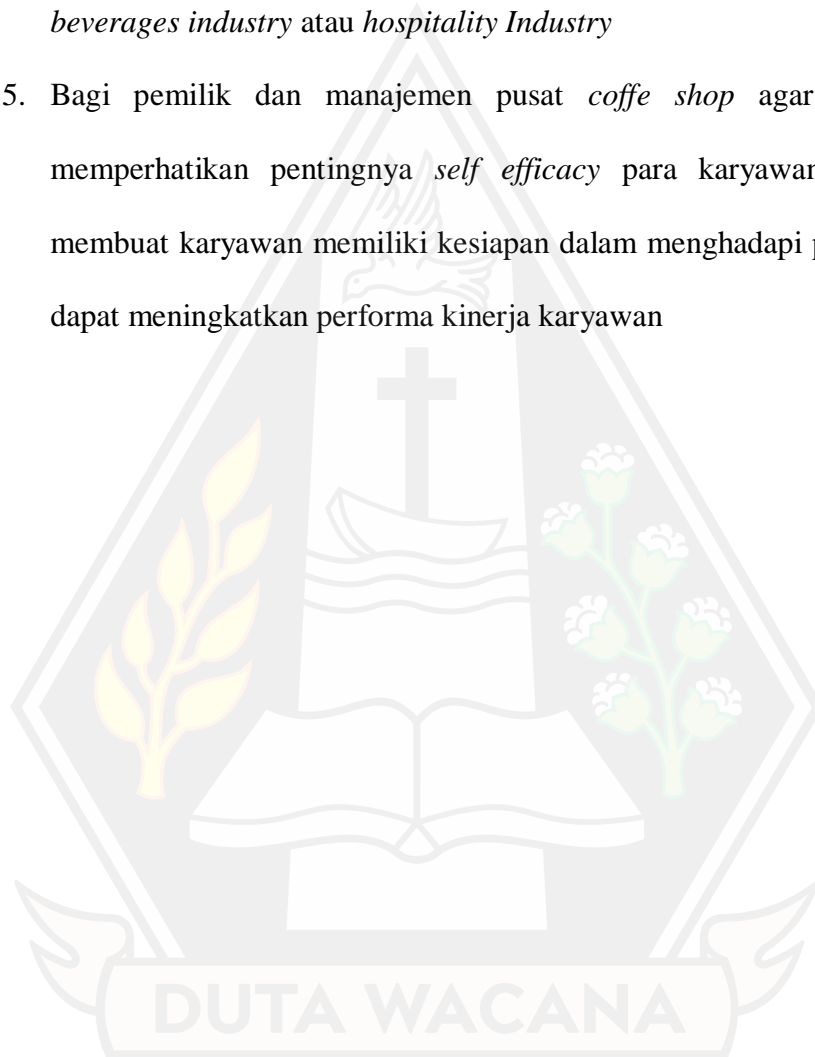 beverages industry atau hospitality Industry
5. Bagi pemilik dan manajemen pusat coffe shop agar
memperhatikan pentingnya self efficacy para karyawan
membuat karyawan memiliki kesiapan dalam menghadapi
dapat meningkatkan performa kinerja karyawan
DUTA WACANA